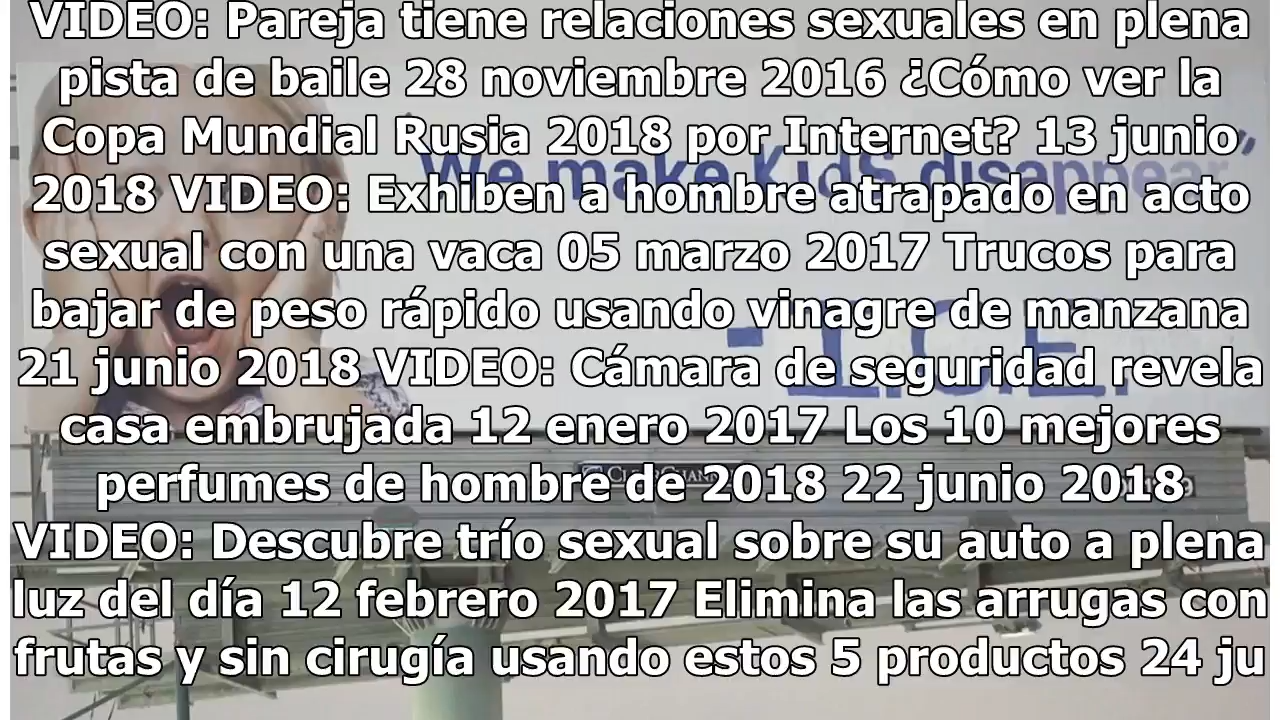 VIDEO: Pareja tiene relaciones sexuales en plena
pista de baile 28 noviembre 2016 ¿Cómo ver la
Copa Mundial Rusia 2018 por Internet? 13 junio
"We make Kids disappear"
2018 VIDEO: Exhiben a hombre atrapado en acto
sexual con una vaca 05 marzo 2017 Trucos para
bajar de peso rápido usando vinagre de manzana
- I.C.E.
21 junio 2018 VIDEO: Cámara de seguridad revela
casa embrujada 12 enero 2017 Los 10 mejores
perfumes de hombre de 2018 22 junio 2018
VIDEO: Descubre trío sexual sobre su auto a plena
luz del día 12 febrero 2017 Elimina las arrugas con
frutas y sin cirugía usando estos 5 productos 24 ju